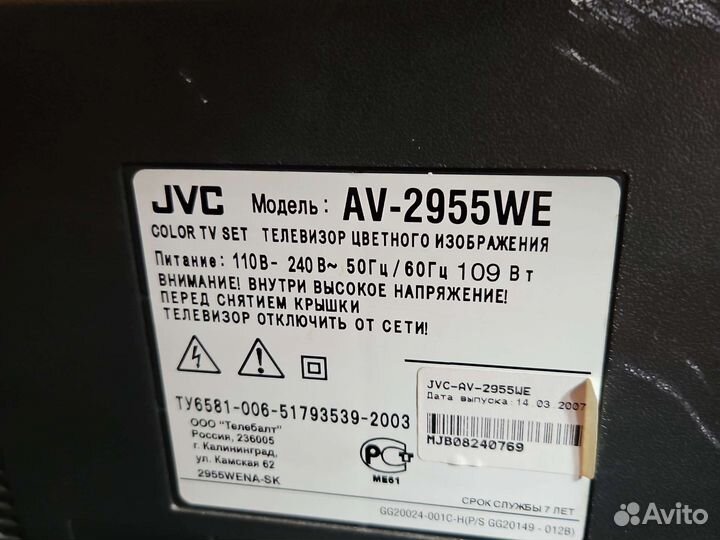 JVC Модель: AV-2955WE
COLOR TV SET ТЕЛЕВИЗОР ЦВЕТНОГО ИЗОБРАЖЕНИЯ
Питание: 110В- 240В~ 50Гц/60Гц 109 Вт
ВНИМАНИЕ! ВНУТРИ ВЫСОКОЕ НАПРЯЖЕНИЕ!
ПЕРЕД СНЯТИЕМ КРЫШКИ
ТЕЛЕВИЗОР ОТКЛЮЧИТЬ ОТ СЕТИ!
ТУ6581-006-51793539-2003
ООО "Телебалт"
Россия, 236005
г. Калининград,
ул. Камская 62
2955WENA-SK
РСТ
ME61
JVC-AV-2955WE
Дата выпуска:14.03.2007
MJB08240769
СРОК СЛУЖБЫ 7 ЛЕТ
GG20024-001C-H(P/S GG20149 - 012B)
Avito